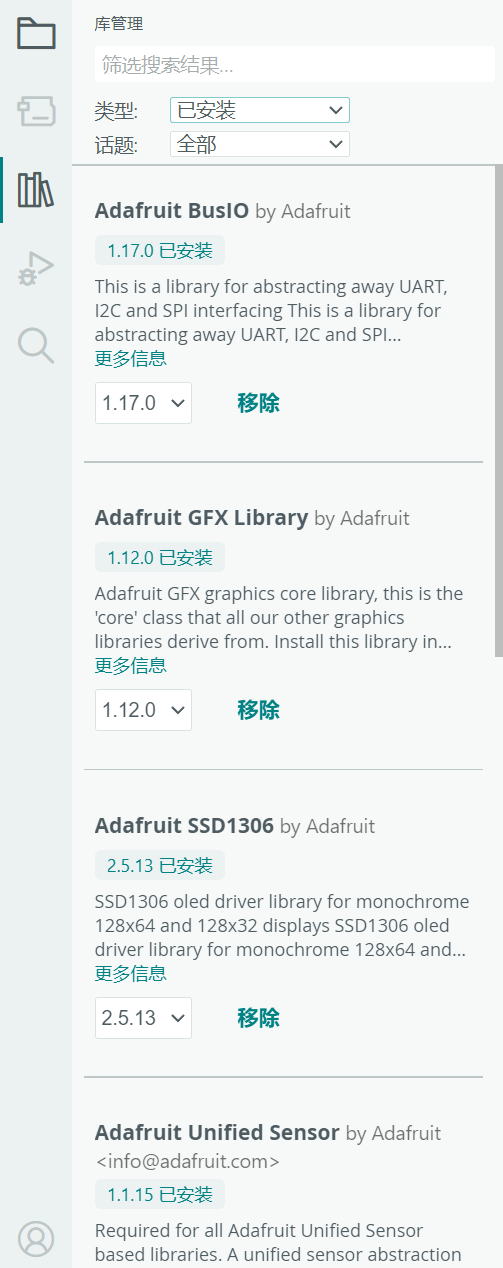 库管理
筛选搜索结果...
类型: 已安装
话题: 全部
Adafruit BusIO by Adafruit
1.17.0 已安装
This is a library for abstracting away UART,
I2C and SPI interfacing This is a library for
abstracting away UART, I2C and SPI...
更多信息
1.17.0 移除
Adafruit GFX Library by Adafruit
1.12.0 已安装
Adafruit GFX graphics core library, this is the
'core' class that all our other graphics
libraries derive from. Install this library in...
更多信息
1.12.0 移除
Adafruit SSD1306 by Adafruit
2.5.13 已安装
SSD1306 oled driver library for monochrome
128x64 and 128x32 displays SSD1306 oled
driver library for monochrome 128x64 and...
更多信息
2.5.13 移除
Adafruit Unified Sensor by Adafruit
<info@adafruit.com>
1.1.15 已安装
Required for all Adafruit Unified Sensor
based libraries. A unified sensor abstraction